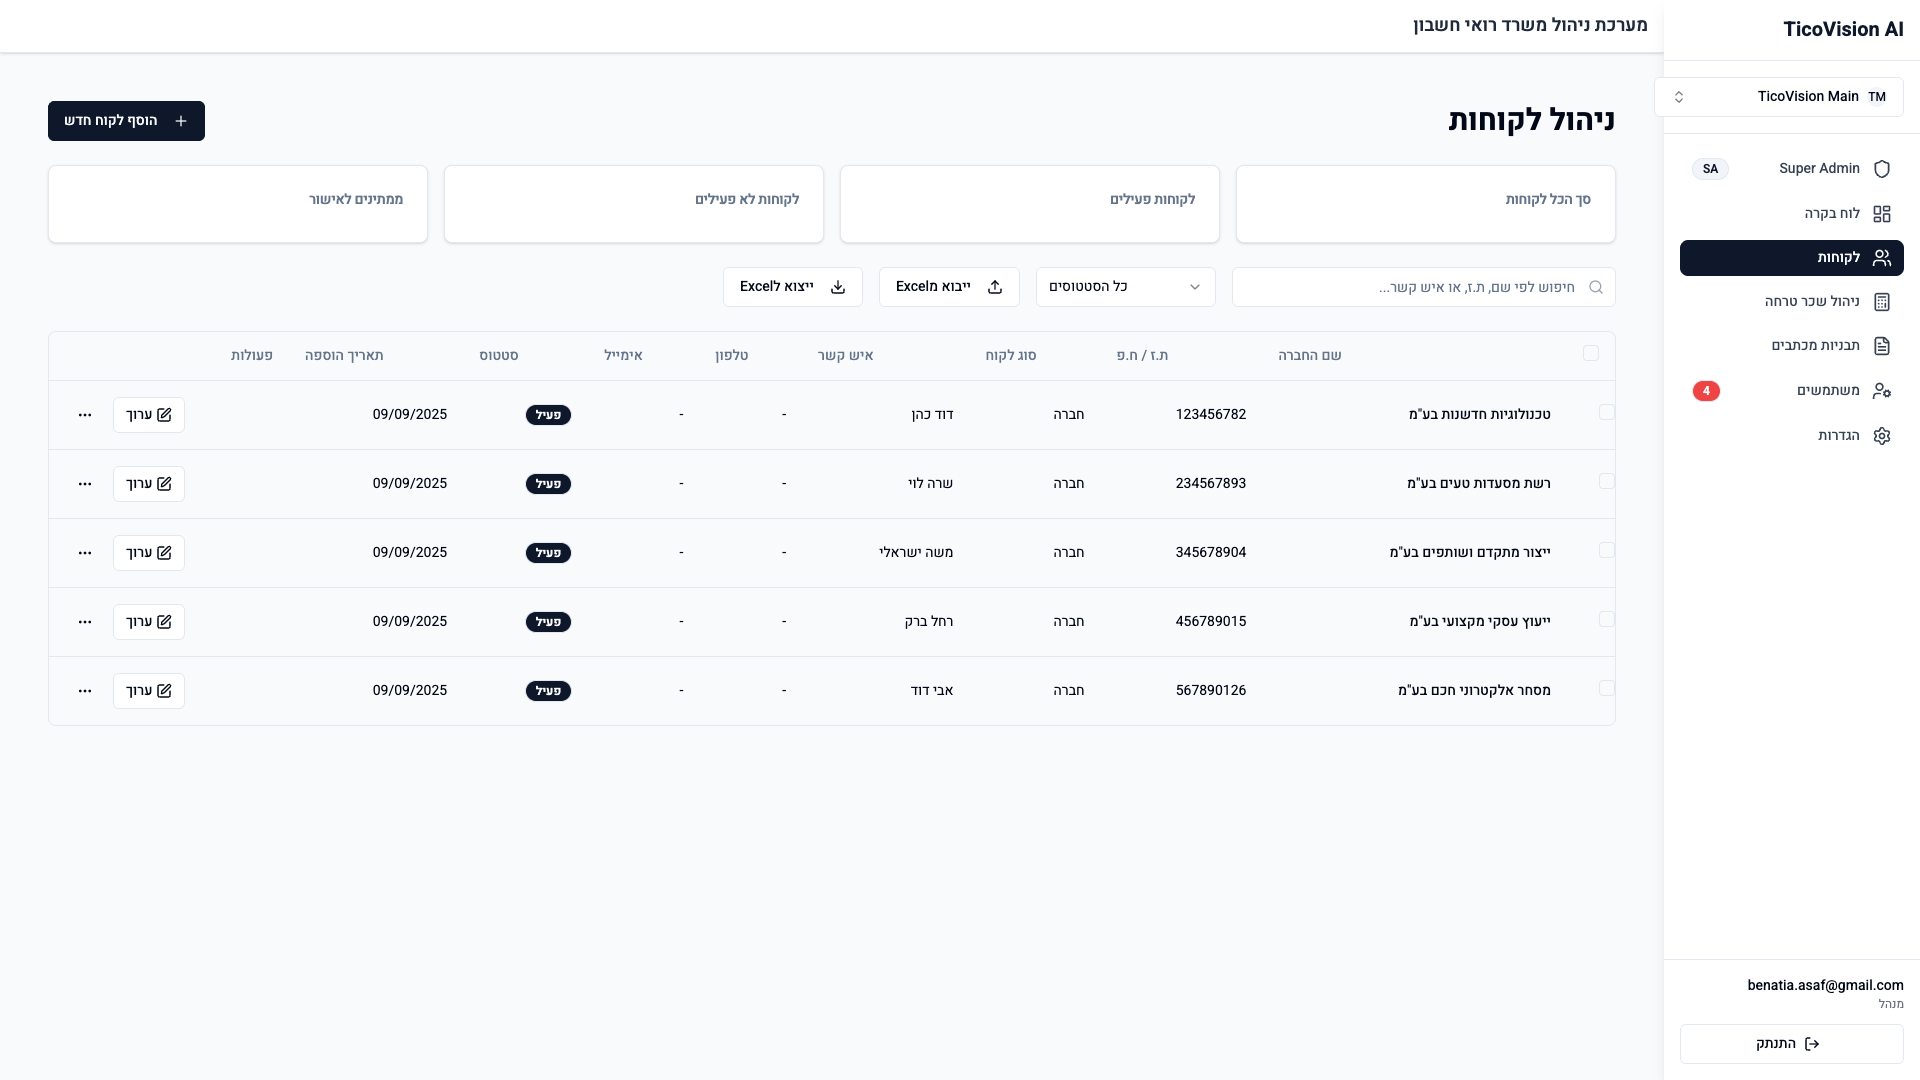 TicoVision AI
TM TicoVision Main
Super Admin SA
לוח בקרה
לקוחות
ניהול שכר טרחה
תבניות מכתבים
משתמשים 4
הגדרות
benatia.asaf@gmail.com
מנהל
התנתק
מערכת ניהול משרד רואי חשבון
ניהול לקוחות
הוסף לקוח חדש
סך הכל לקוחות
לקוחות פעילים
לקוחות לא פעילים
ממתינים לאישור
חיפוש לפי שם, ת.ז, או איש קשר...
כל הסטטוסים
ייבוא מExcel
ייצוא לExcel
שם החברה ת.ז / ח.פ סוג לקוח איש קשר טלפון אימייל סטטוס תאריך הוספה פעולות
טכנולוגיות חדשנות בע"מ 123456782 חברה דוד כהן - - פעיל 09/09/2025 ערוך
רשת מסעדות טעים בע"מ 234567893 חברה שרה לוי - - פעיל 09/09/2025 ערוך
ייצור מתקדם ושותפים בע"מ 345678904 חברה משה ישראלי - - פעיל 09/09/2025 ערוך
ייעוץ עסקי מקצועי בע"מ 456789015 חברה רחל ברק - - פעיל 09/09/2025 ערוך
מסחר אלקטרוני חכם בע"מ 567890126 חברה אבי דוד - - פעיל 09/09/2025 ערוך